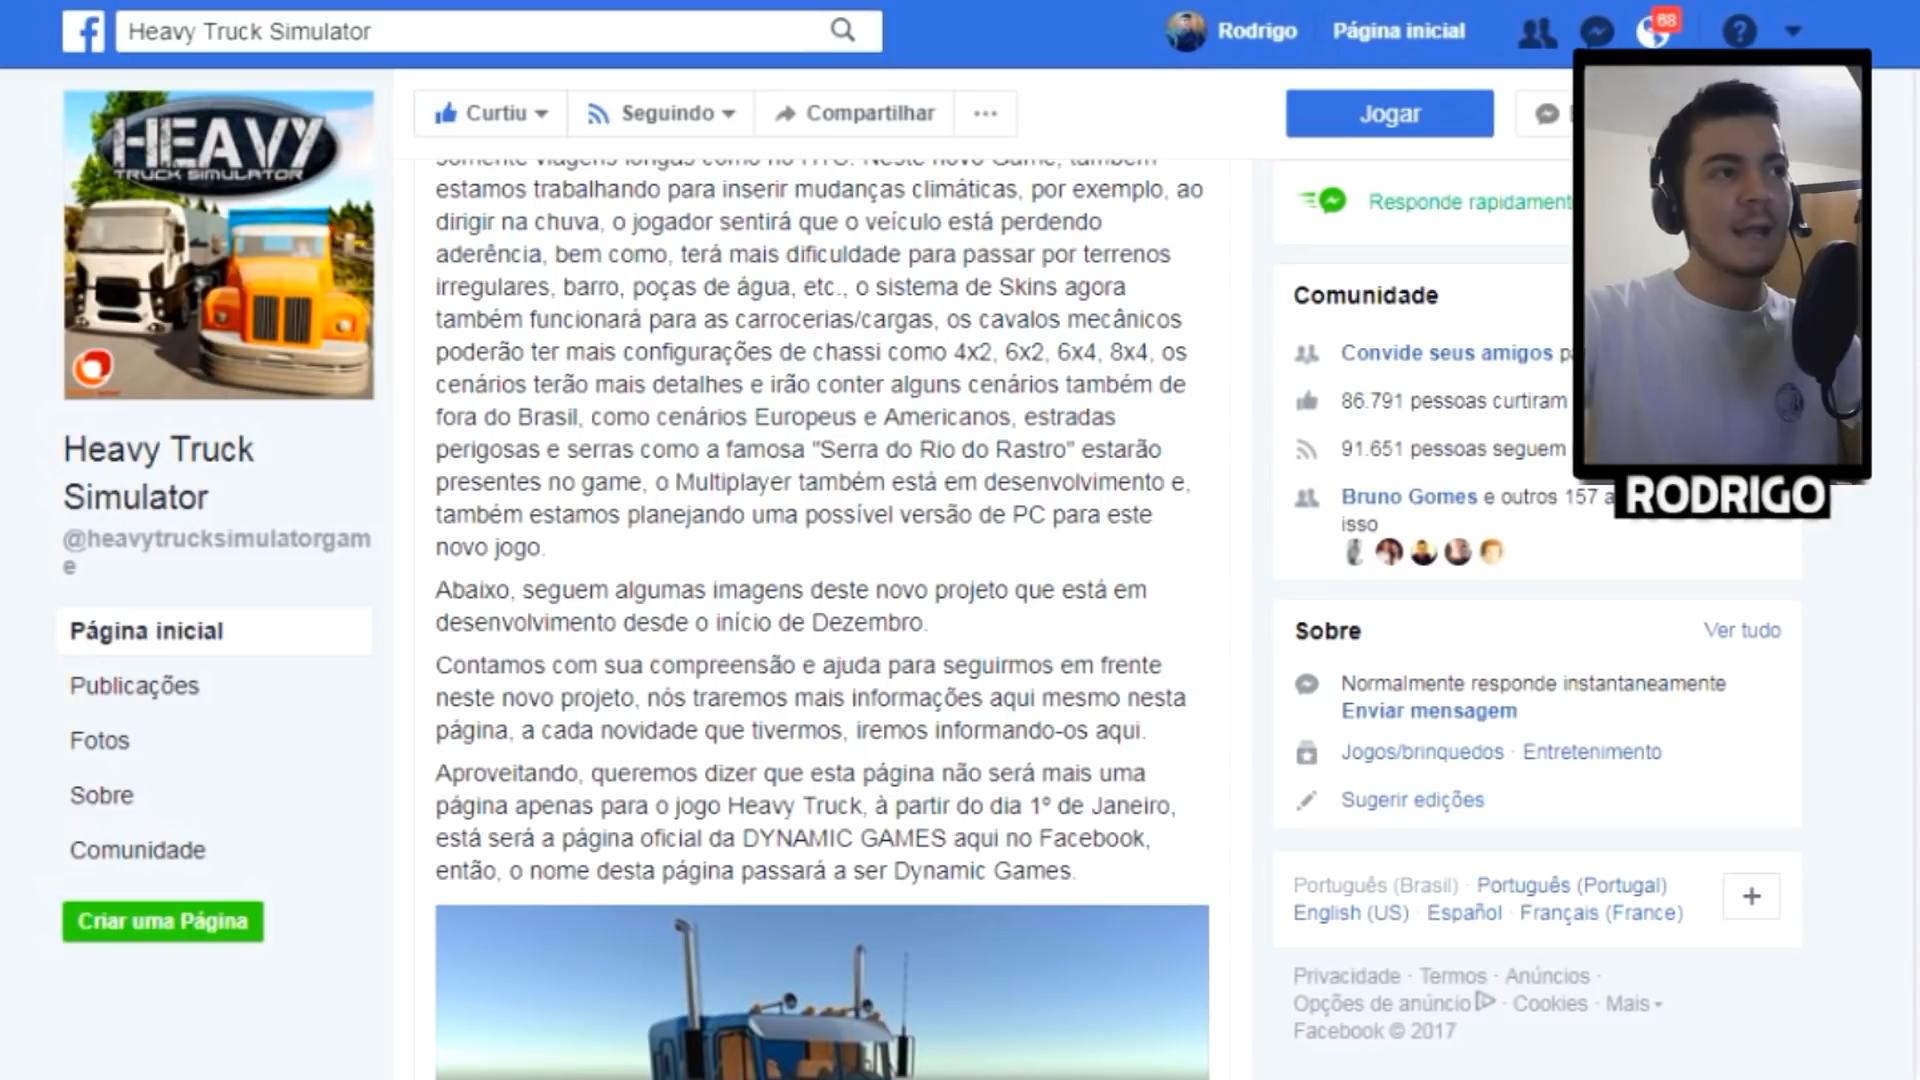 Heavy Truck Simulator
Rodrigo
Página inicial
68
?
HEAVY
TRUCK SIMULATOR
Heavy Truck
Simulator
@heavytrucksimulatorgam
e
Página inicial
Publicações
Fotos
Sobre
Comunidade
Criar uma Página
Curtiu
Seguindo
Compartilhar
Jogar
somente viagens longas como no HTS. Neste novo Game, também
estamos trabalhando para inserir mudanças climáticas, por exemplo, ao
dirigir na chuva, o jogador sentirá que o veículo está perdendo
aderência, bem como, terá mais dificuldade para passar por terrenos
irregulares, barro, poças de água, etc., o sistema de Skins agora
também funcionará para as carrocerias/cargas, os cavalos mecânicos
poderão ter mais configurações de chassi como 4x2, 6x2, 6x4, 8x4, os
cenários terão mais detalhes e irão conter alguns cenários também de
fora do Brasil, como cenários Europeus e Americanos, estradas
perigosas e serras como a famosa "Serra do Rio do Rastro" estarão
presentes no game, o Multiplayer também está em desenvolvimento e,
também estamos planejando uma possível versão de PC para este
novo jogo.
Abaixo, seguem algumas imagens deste novo projeto que está em
desenvolvimento desde o início de Dezembro.
Contamos com sua compreensão e ajuda para seguirmos em frente
neste novo projeto, nós traremos mais informações aqui mesmo nesta
página, a cada novidade que tivermos, iremos informando-os aqui.
Aproveitando, queremos dizer que esta página não será mais uma
página apenas para o jogo Heavy Truck, à partir do dia 1º de Janeiro,
está será a página oficial da DYNAMIC GAMES aqui no Facebook,
então, o nome desta página passará a ser Dynamic Games.
Responde rapidament
Comunidade
Convide seus amigos
86.791 pessoas curtiram
91.651 pessoas seguem
Bruno Gomes e outros 157 a
isso
RODRIGO
Sobre
Ver tudo
Normalmente responde instantaneamente
Enviar mensagem
Jogos/brinquedos · Entretenimento
Sugerir edições
Português (Brasil) · Português (Portugal)
English (US) · Español · Français (France)
+
Privacidade · Termos · Anúncios ·
Opções de anúncio · Cookies · Mais
Facebook © 2017